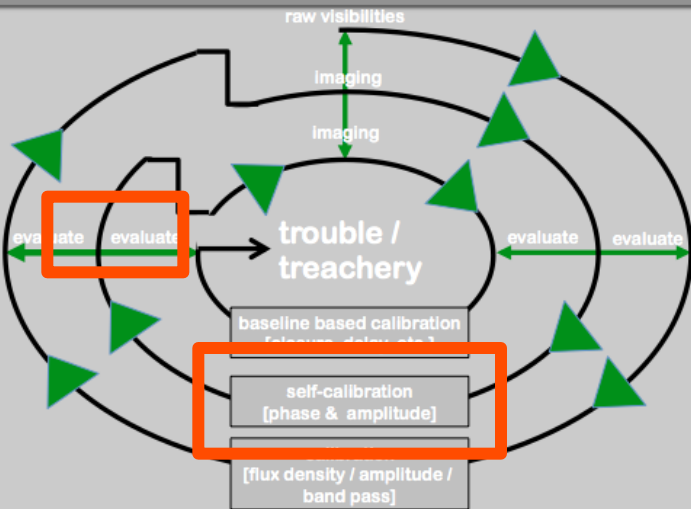 raw visibilities
imaging
imaging
evaluate evaluate evaluate evaluate
trouble /
treachery
baseline based calibration
self-calibration
[phase & amplitude]
[flux density / amplitude /
band pass]